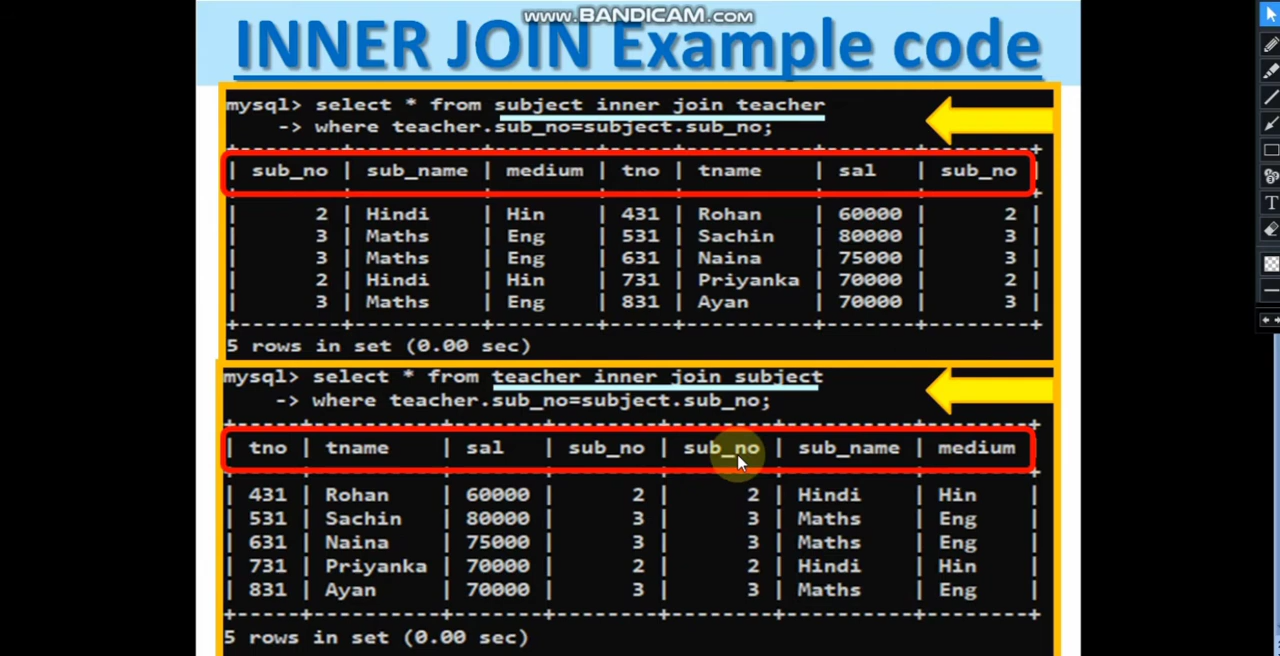 www.BANDICAM.com
INNER JOIN Example code
mysql> select * from subject inner join teacher
-> where teacher.sub_no=subject.sub_no;
+--------+----------+--------+-----+----------+-------+--------+
| sub_no | sub_name | medium | tno | tname | sal | sub_no |
+--------+----------+--------+-----+----------+-------+--------+
| 2 | Hindi | Hin | 431 | Rohan | 60000 | 2 |
| 3 | Maths | Eng | 531 | Sachin | 80000 | 3 |
| 3 | Maths | Eng | 631 | Naina | 75000 | 3 |
| 2 | Hindi | Hin | 731 | Priyanka | 70000 | 2 |
| 3 | Maths | Eng | 831 | Ayan | 70000 | 3 |
+--------+----------+--------+-----+----------+-------+--------+
5 rows in set (0.00 sec)
mysql> select * from teacher inner join subject
-> where teacher.sub_no=subject.sub_no;
+-----+----------+-------+--------+--------+----------+--------+
| tno | tname | sal | sub_no | sub_no | sub_name | medium |
+-----+----------+-------+--------+--------+----------+--------+
| 431 | Rohan | 60000 | 2 | 2 | Hindi | Hin |
| 531 | Sachin | 80000 | 3 | 3 | Maths | Eng |
| 631 | Naina | 75000 | 3 | 3 | Maths | Eng |
| 731 | Priyanka | 70000 | 2 | 2 | Hindi | Hin |
| 831 | Ayan | 70000 | 3 | 3 | Maths | Eng |
+-----+----------+-------+--------+--------+----------+--------+
5 rows in set (0.00 sec)